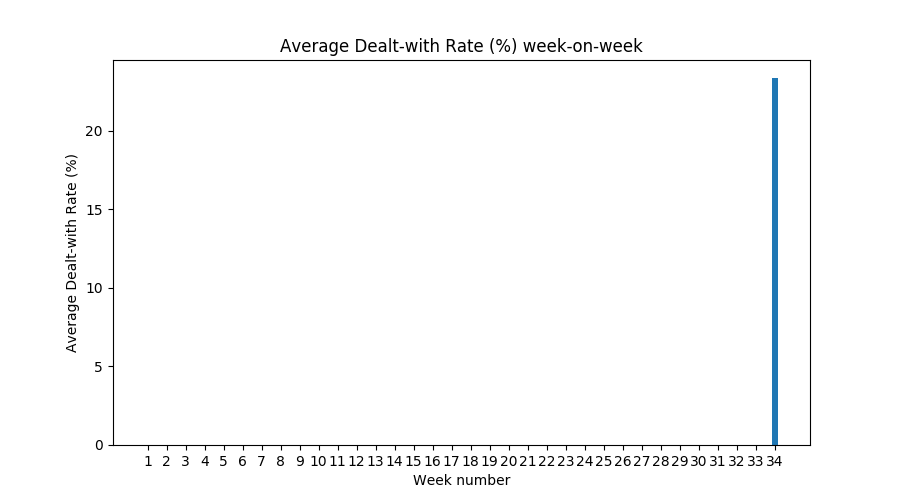 Average Dealt-with Rate (%) week-on-week
Average Dealt-with Rate (%)
20
15
10
5
0
1 2 3 4 5 6 7 8 9 10 11 12 13 14 15 16 17 18 19 20 21 22 23 24 25 26 27 28 29 30 31 32 33 34
Week number